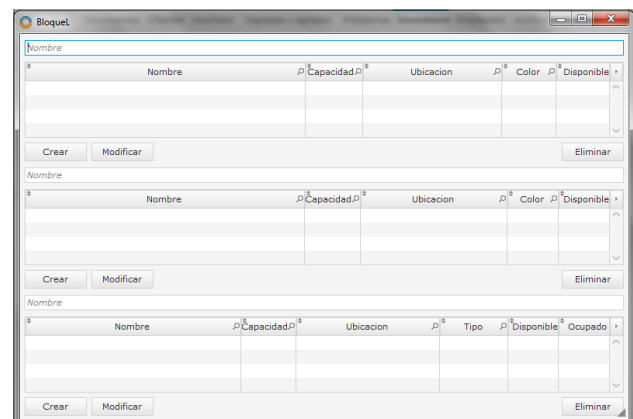 BloqueL
Nombre
Nombre Capacidad Ubicacion Color Disponible
Crear Modificar Eliminar
Nombre
Nombre Capacidad Ubicacion Color Disponible
Crear Modificar Eliminar
Nombre
Nombre Capacidad Ubicacion Tipo Disponible Ocupado
Crear Modificar Eliminar